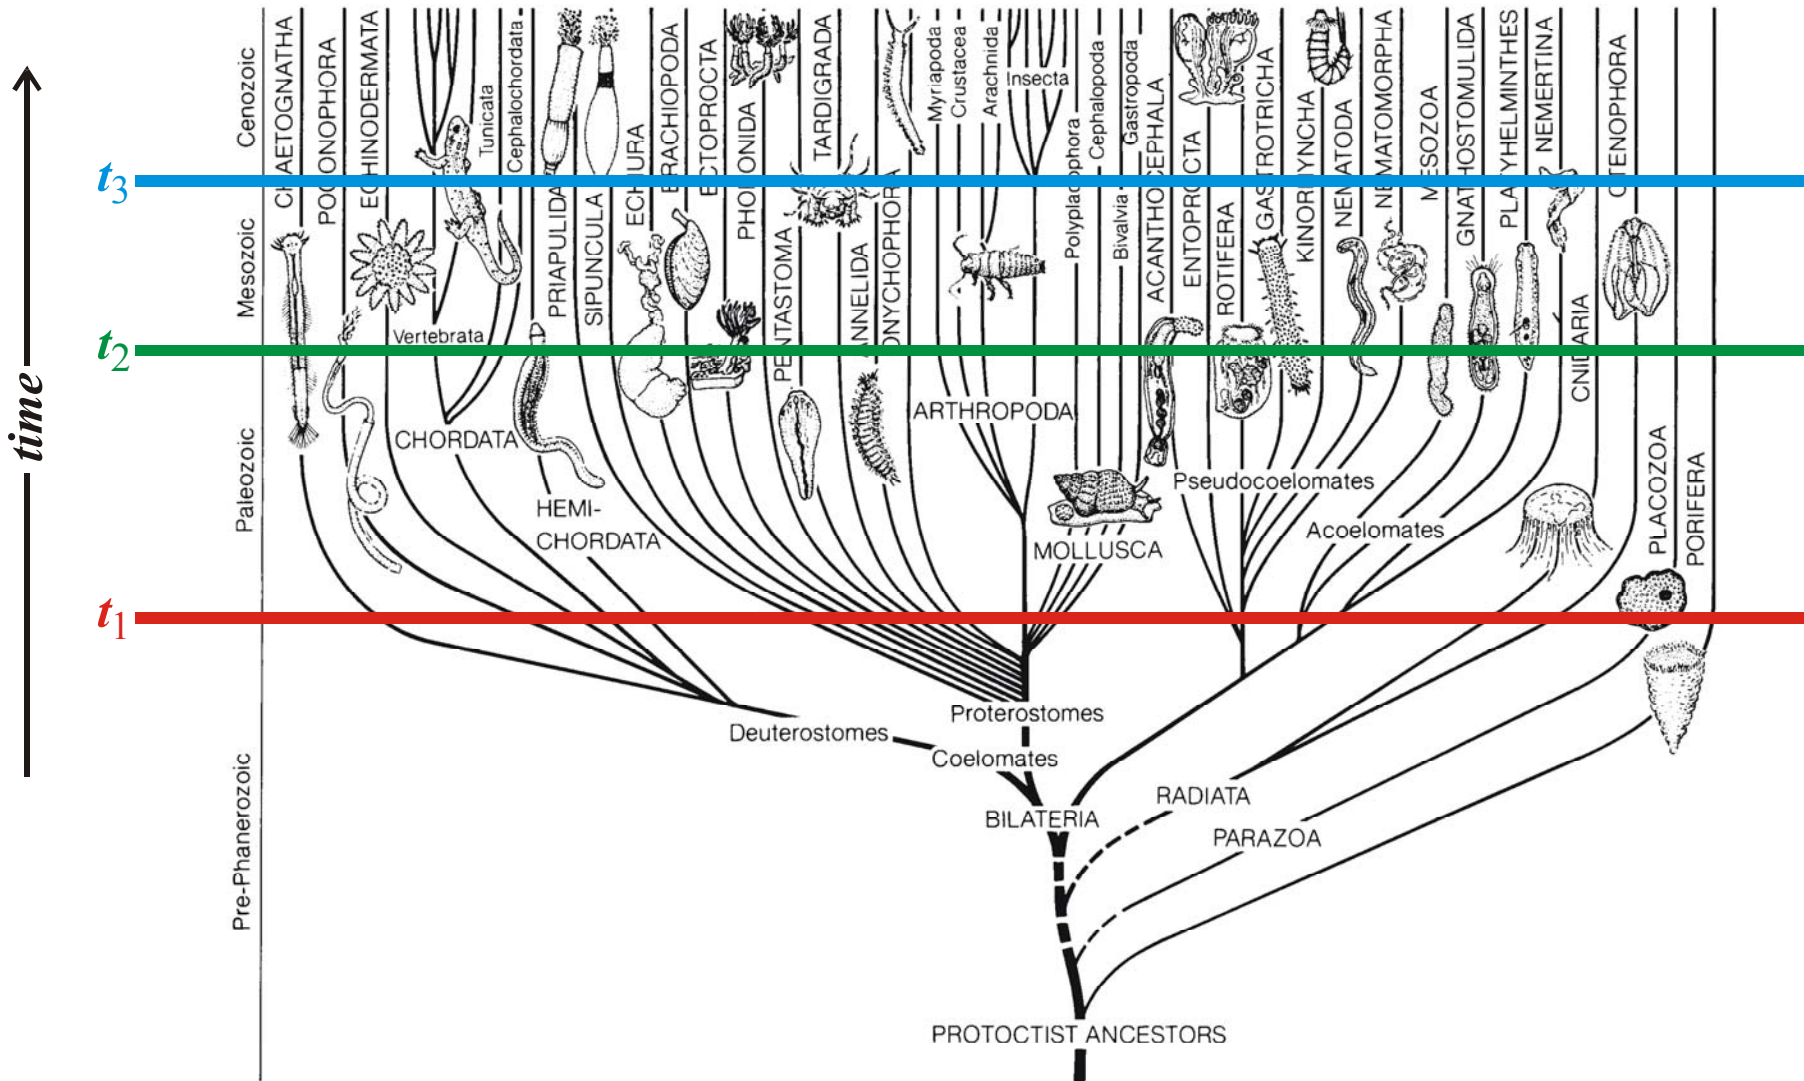 time
t3
t2
t1
Cenozoic
Mesozoic
Paleozoic
Pre-Phanerozoic
CHAETOGNATHA
POGONOPHORA
ECHINODERMATA
Tunicata
Cephalochordata
Vertebrata
CHORDATA
HEMI-
CHORDATA
PRIAPULIDA
SIPUNCULA
ECHIURA
BRACHIOPODA
ECTOPROCTA
PHORONIDA
PENTASTOMA
TARDIGRADA
ANNELIDA
ONYCHOPHORA
Myriapoda
Crustacea
Arachnida
Insecta
ARTHROPODA
Polyplacophora
Cephalopoda
Bivalvia
Gastropoda
MOLLUSCA
ACANTHOCEPHALA
ENTOPROCTA
ROTIFERA
GASTROTRICHA
KINORHYNCHA
NEMATODA
NEMATOMORPHA
Pseudocoelomates
MESOZOA
GNATHOSTOMULIDA
PLATYHELMINTHES
NEMERTINA
Acoelomates
CNIDARIA
CTENOPHORA
PLACOZOA
PORIFERA
Deuterostomes
Proterostomes
Coelomates
BILATERIA
RADIATA
PARAZOA
PROTOCTIST ANCESTORS